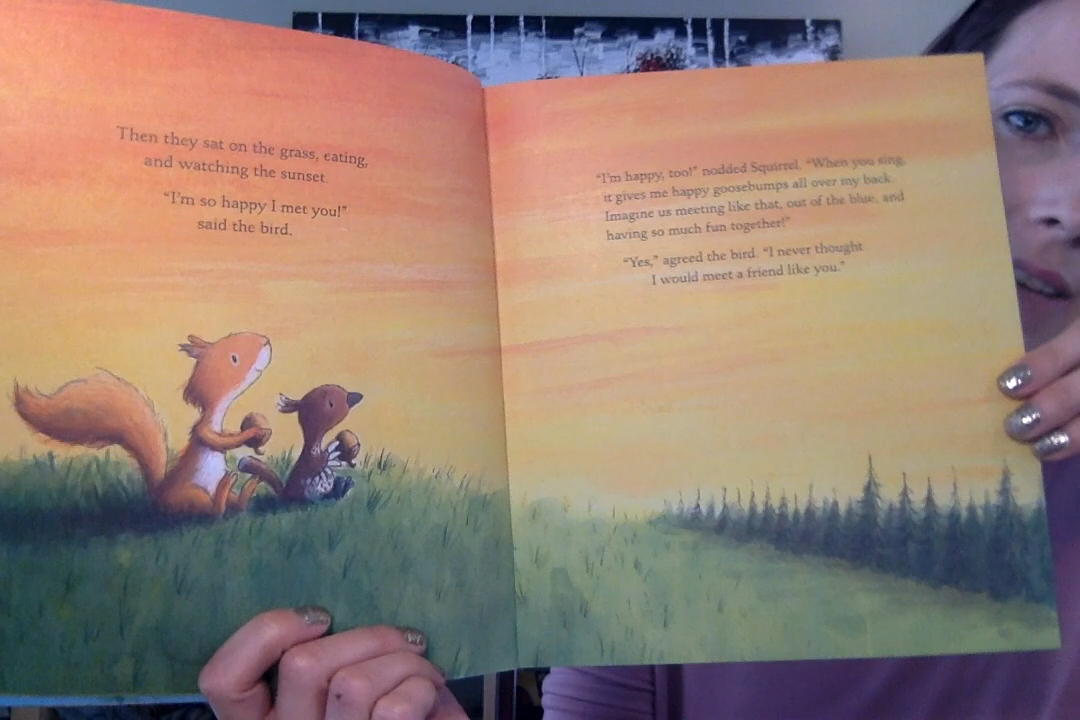 Then they sat on the grass, eating,
and watching the sunset.
"I'm so happy I met you!"
said the bird.
"I'm happy, too!" nodded Squirrel. "When you sing,
it gives me happy goosebumps all over my back.
Imagine us meeting like that, out of the blue, and
having so much fun together!"
"Yes," agreed the bird. "I never thought
I would meet a friend like you."